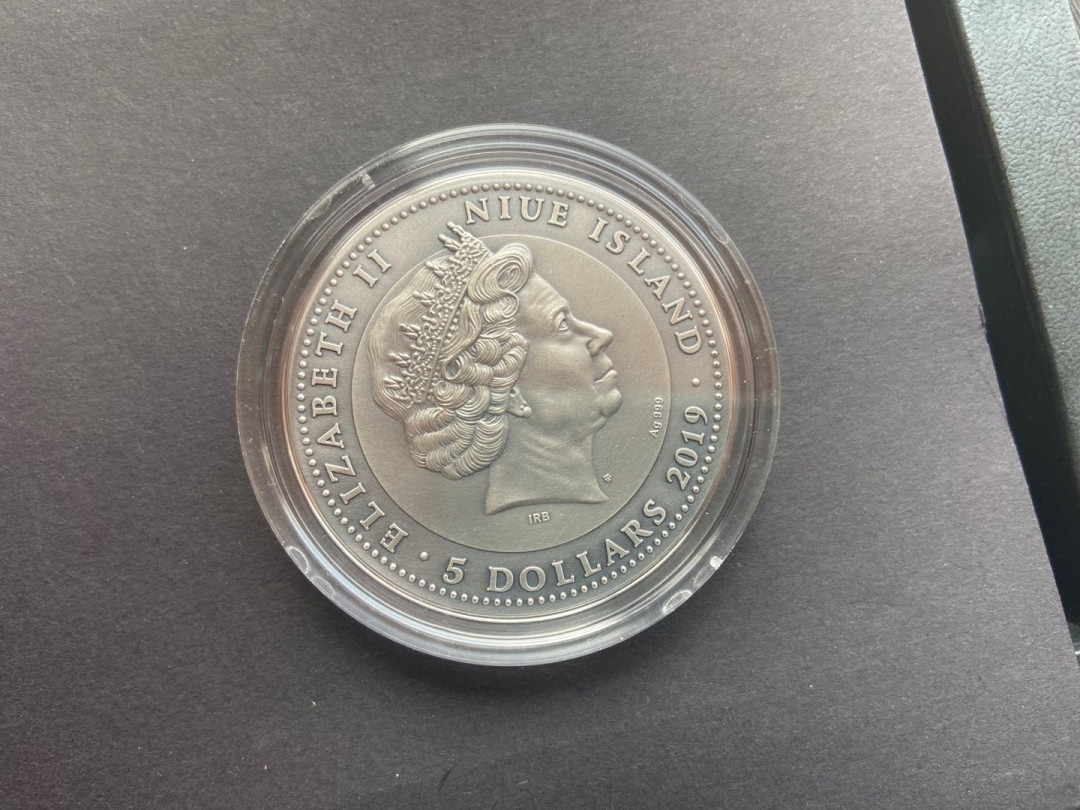 ELIZABETH II
NIUE ISLAND
· 5 DOLLARS 2019 ·
Ag 999
IRB